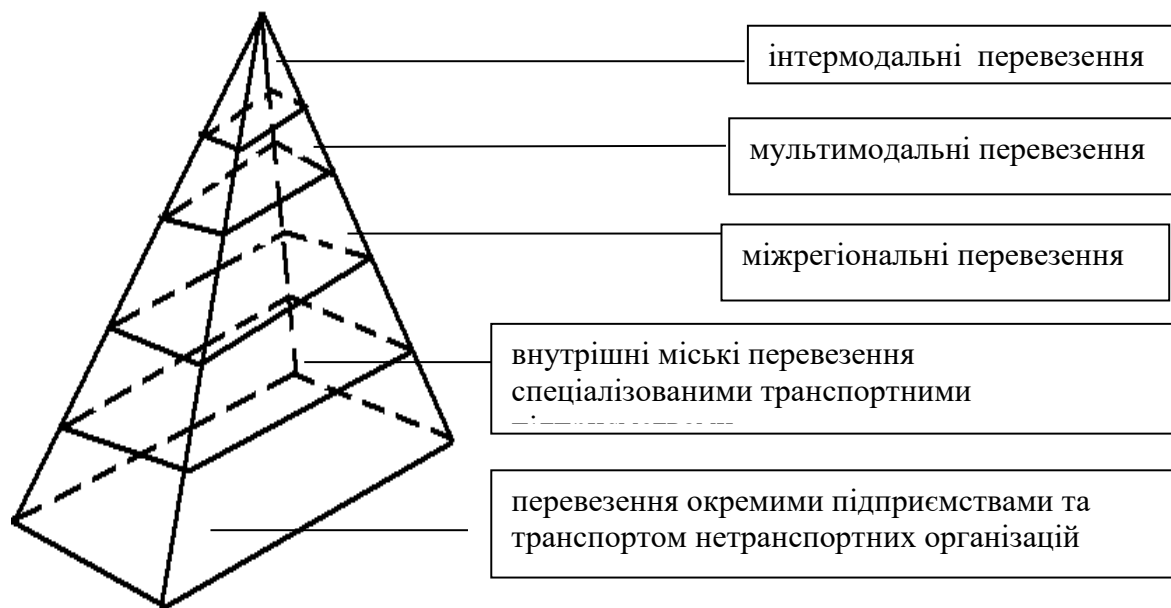 інтермодальні перевезення
мультимодальні перевезення
міжрегіональні перевезення
внутрішні міські перевезення
спеціалізованими транспортними
перевезення окремими підприємствами та
транспортом нетранспортних організацій